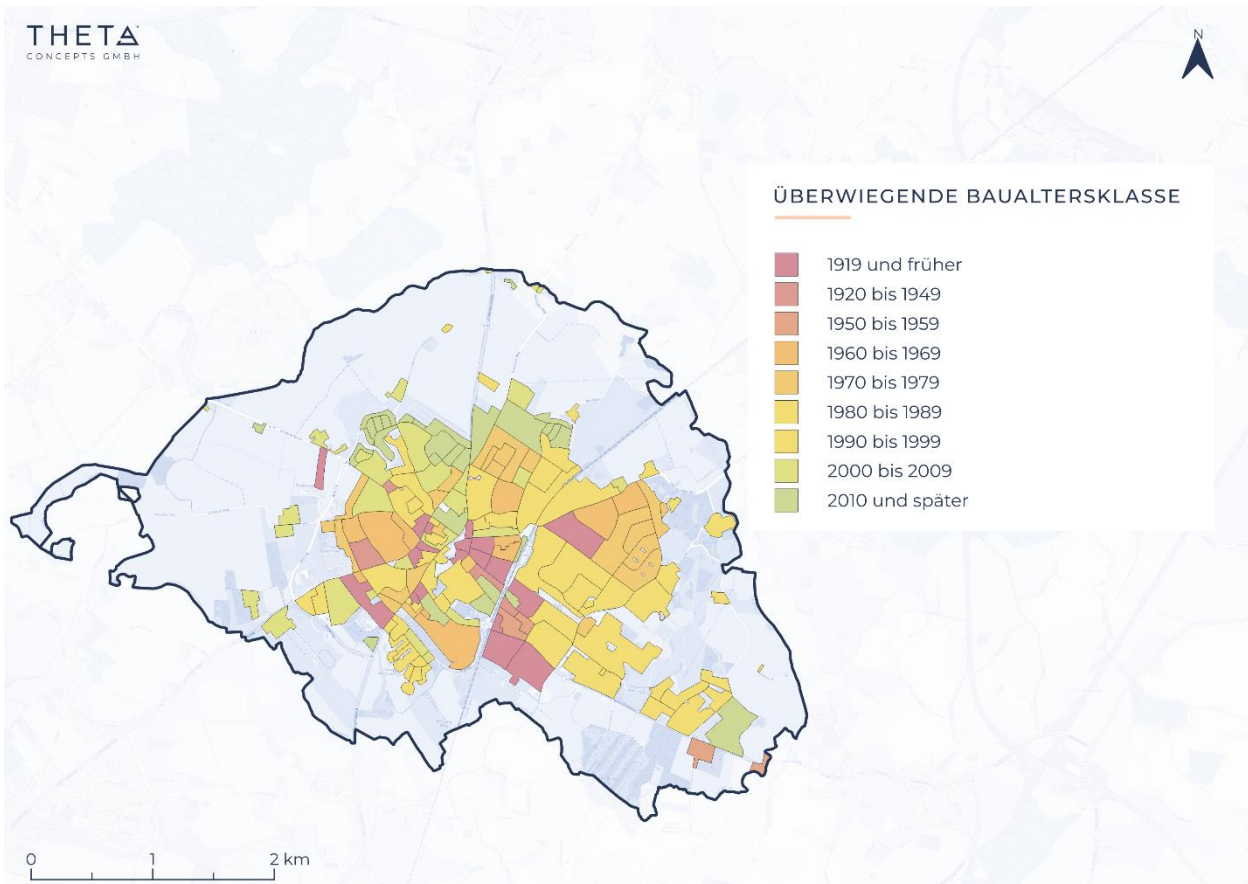 THETA
CONCEPTS GMBH
N
ÜBERWIEGENDE BAUALTERSKLASSE
1919 und früher
1920 bis 1949
1950 bis 1959
1960 bis 1969
1970 bis 1979
1980 bis 1989
1990 bis 1999
2000 bis 2009
2010 und später
0 1 2 km